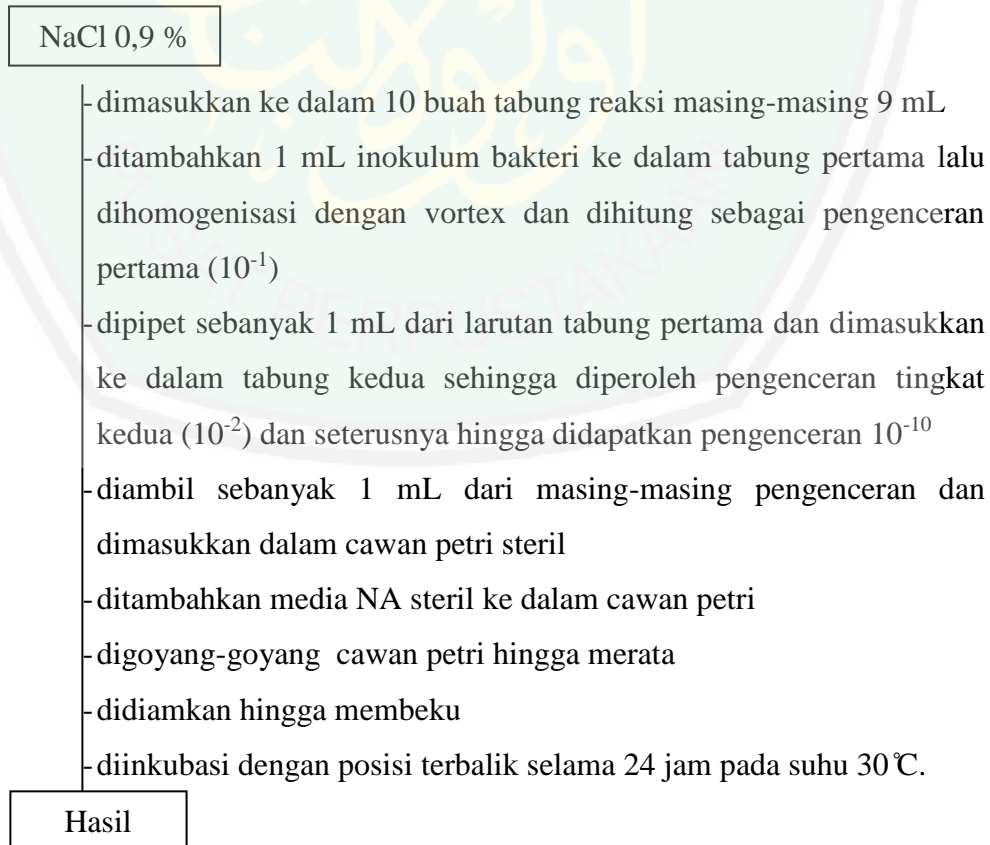 NaCl 0,9 %
-dimasukkan ke dalam 10 buah tabung reaksi masing-masing 9 mL
-ditambahkan 1 mL inokulum bakteri ke dalam tabung pertama lalu
dihomogenisasi dengan vortex dan dihitung sebagai pengenceran
pertama (10⁻¹)
-dipipet sebanyak 1 mL dari larutan tabung pertama dan dimasukkan
ke dalam tabung kedua sehingga diperoleh pengenceran tingkat
kedua (10⁻²) dan seterusnya hingga didapatkan pengenceran 10⁻¹⁰
-diambil sebanyak 1 mL dari masing-masing pengenceran dan
dimasukkan dalam cawan petri steril
-ditambahkan media NA steril ke dalam cawan petri
-digoyang-goyang cawan petri hingga merata
-didiamkan hingga membeku
-diinkubasi dengan posisi terbalik selama 24 jam pada suhu 30℃.
Hasil